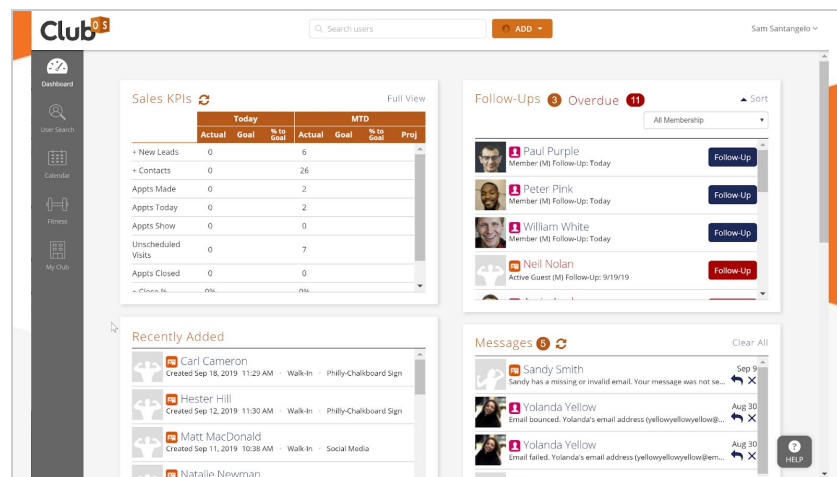 Club OS
Search users
ADD
Sam Santangelo
Dashboard
User Search
Calendar
Fitness
My Club
Sales KPIs
Full View
Today MTD
Actual Goal % to Goal Actual Goal % to Goal Proj
+ New Leads 0 6
+ Contacts 0 26
Appts Made 0 2
Appts Today 0 2
Appts Show 0 0
Unscheduled Visits 0 7
Appts Closed 0 0
+ Close % 0% 0%
Follow-Ups 3 Overdue 11
Sort
All Membership
Paul Purple
Member (M) Follow-Up: Today
Follow-Up
Peter Pink
Member (M) Follow-Up: Today
Follow-Up
William White
Member (M) Follow-Up: Today
Follow-Up
Neil Nolan
Active Guest (M) Follow-Up: 9/19/19
Follow-Up
Recently Added
Carl Cameron
Created Sep 18, 2019 11:29 AM · Walk-In · Philly-Chalkboard Sign
Hester Hill
Created Sep 12, 2019 11:30 AM · Walk-In · Philly-Chalkboard Sign
Matt MacDonald
Created Sep 11, 2019 10:38 AM · Walk-In · Social Media
Natalie Newman
Messages 5
Clear All
Sandy Smith Sep 9
Sandy has a missing or invalid email. Your message was not se...
Yolanda Yellow Aug 30
Email bounced. Yolanda's email address (yellowyellowyellow@...
Yolanda Yellow Aug 30
Email failed. Yolanda's email address (yellowyellowyellow@em...
? HELP